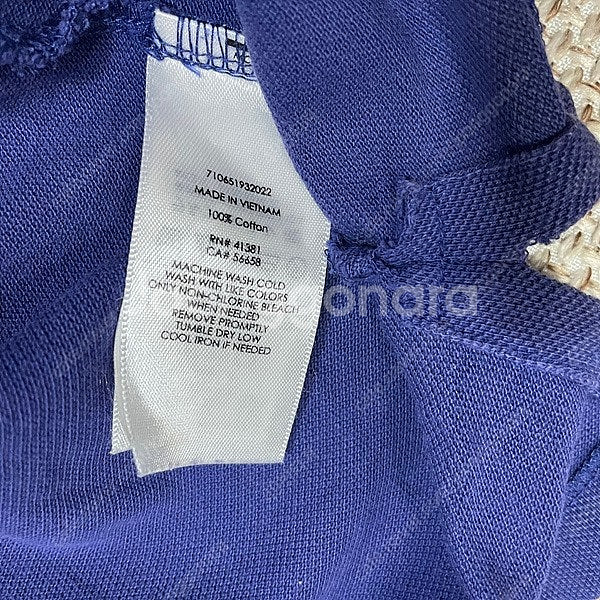 710651932022
MADE IN VIETNAM
100% Cotton
RN# 41381
CA# 56658
MACHINE WASH COLD
WASH WITH LIKE COLORS
ONLY NON-CHLORINE BLEACH
WHEN NEEDED
REMOVE PROMPTLY
TUMBLE DRY LOW
COOL IRON IF NEEDED
onara